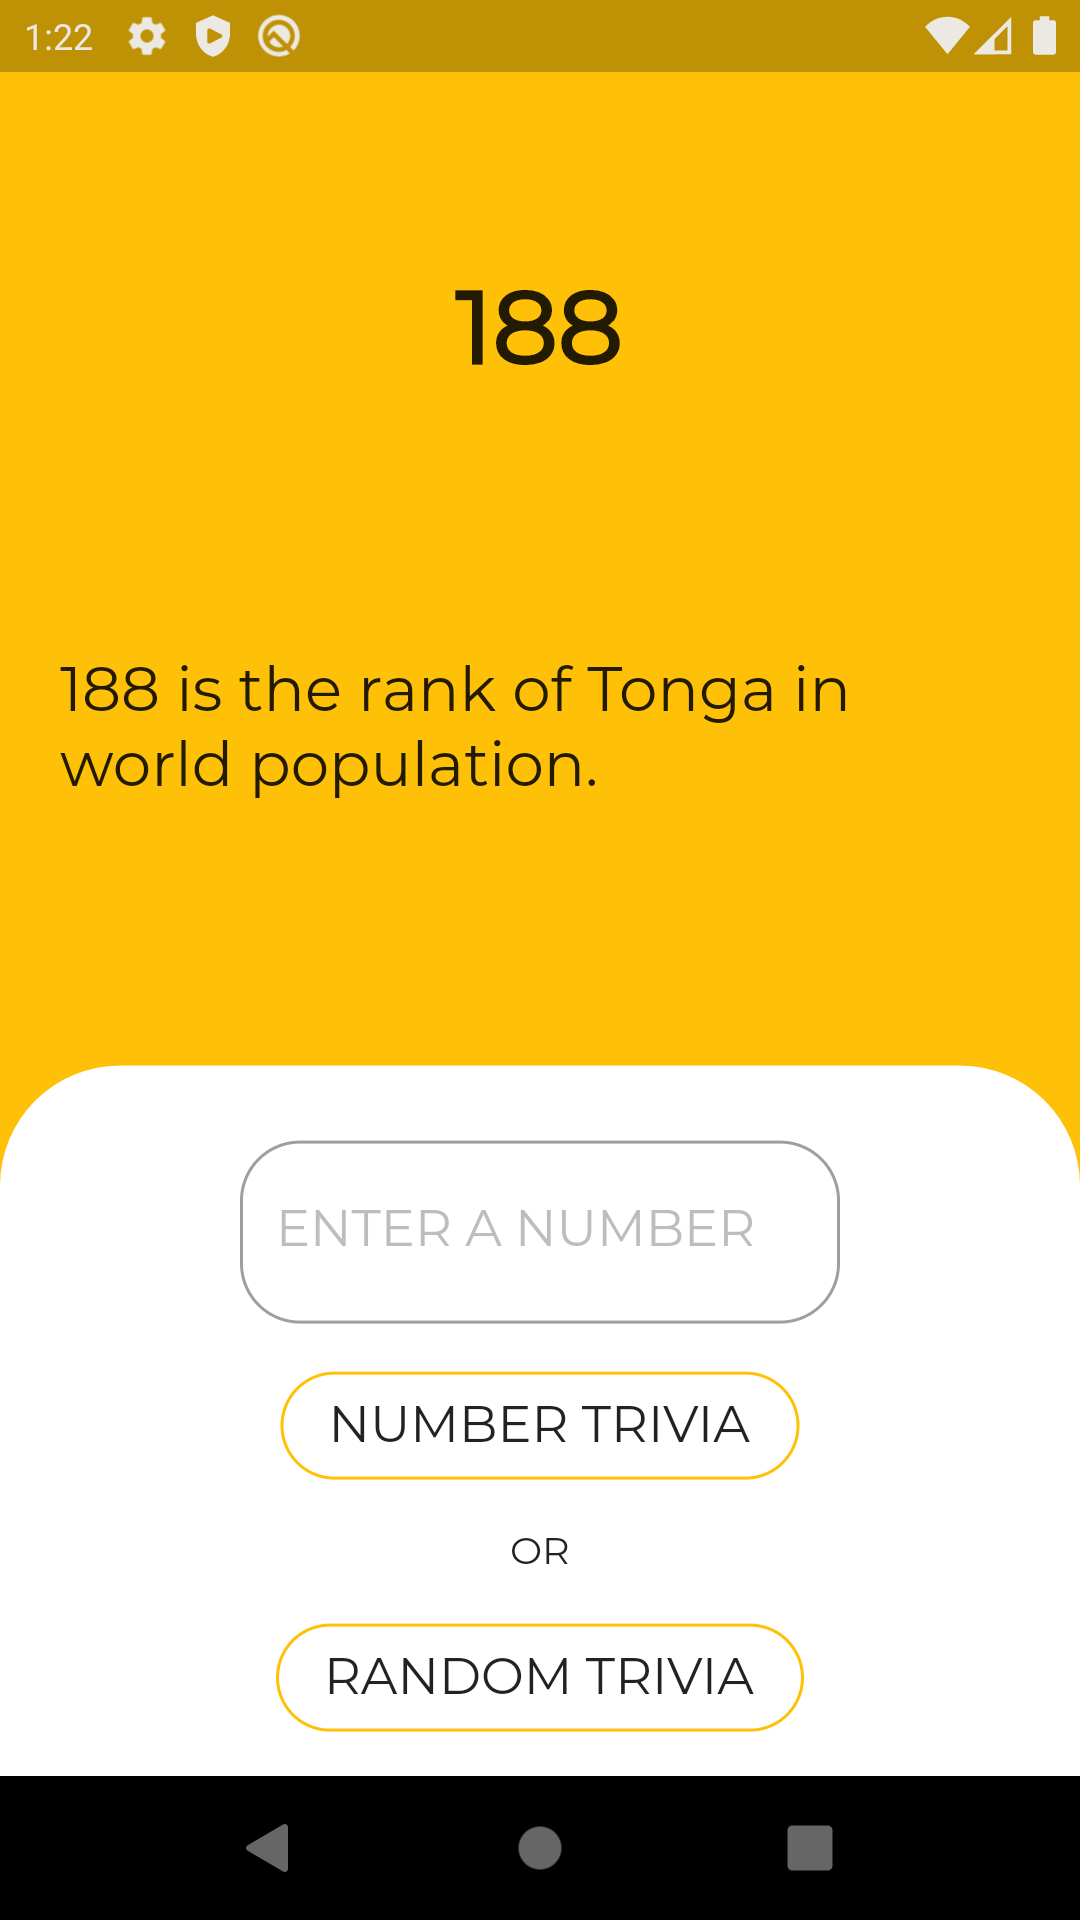 1:22
188
188 is the rank of Tonga in
world population.
ENTER A NUMBER
NUMBER TRIVIA
OR
RANDOM TRIVIA